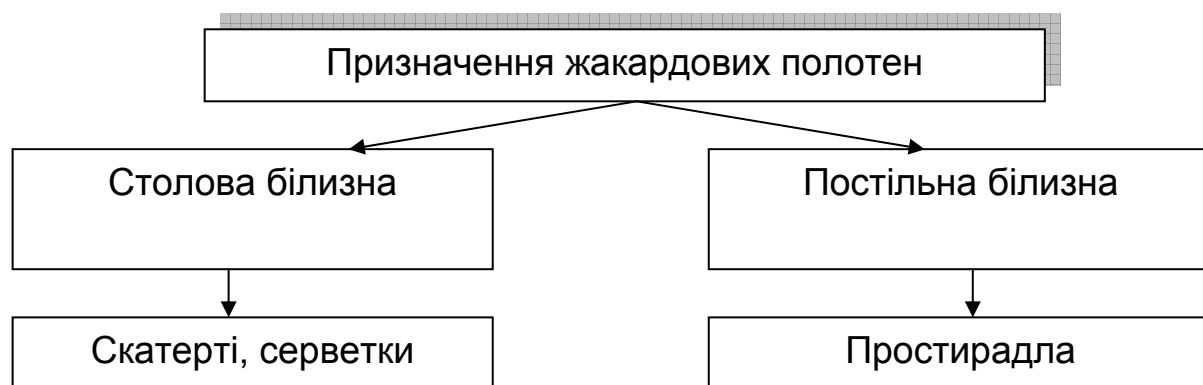 Призначення жакардових полотен
Столова білизна
Постільна білизна
Скатерті, серветки
Простирадла